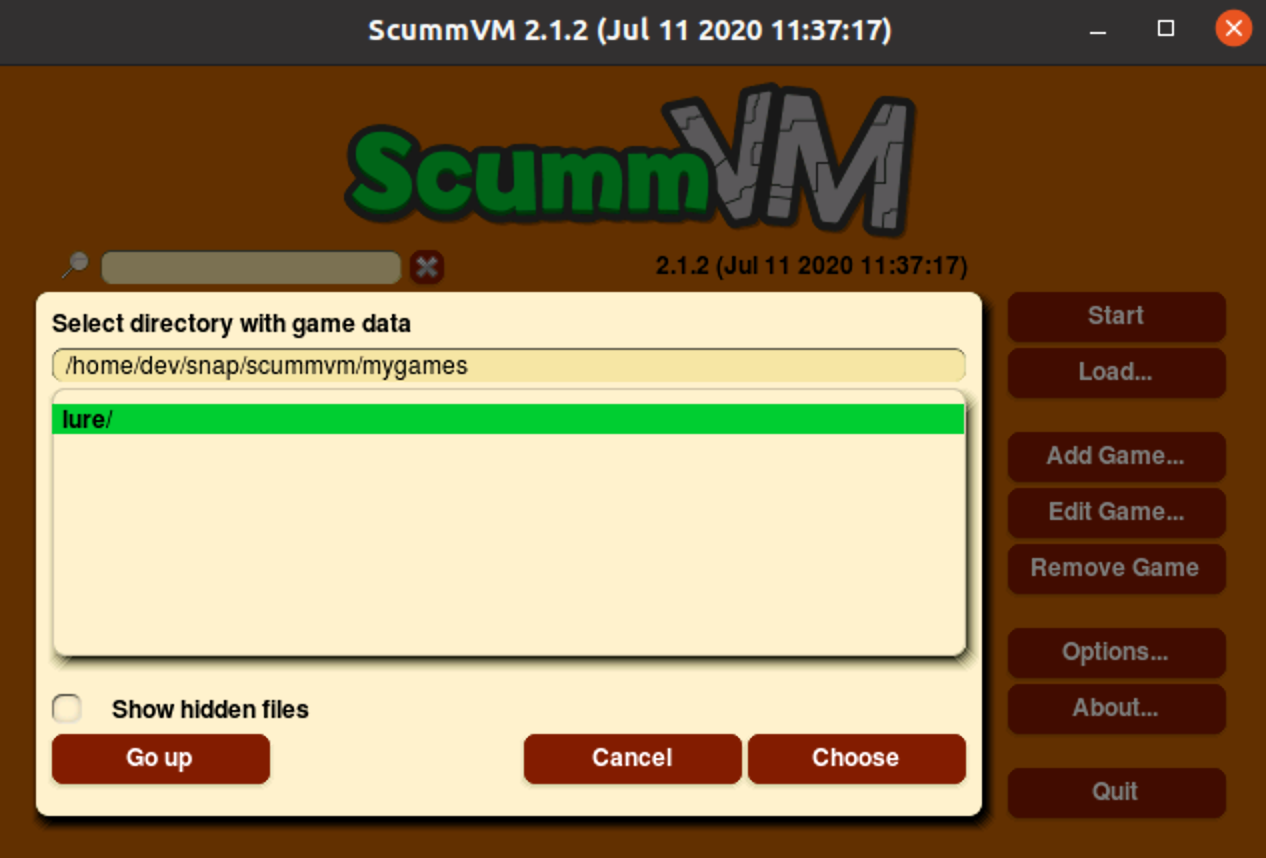 ScummVM 2.1.2 (Jul 11 2020 11:37:17)
ScummVM
2.1.2 (Jul 11 2020 11:37:17)
Select directory with game data
/home/dev/snap/scummvm/mygames
lure/
Show hidden files
Go up
Cancel
Choose
Start
Load...
Add Game...
Edit Game...
Remove Game
Options...
About...
Quit